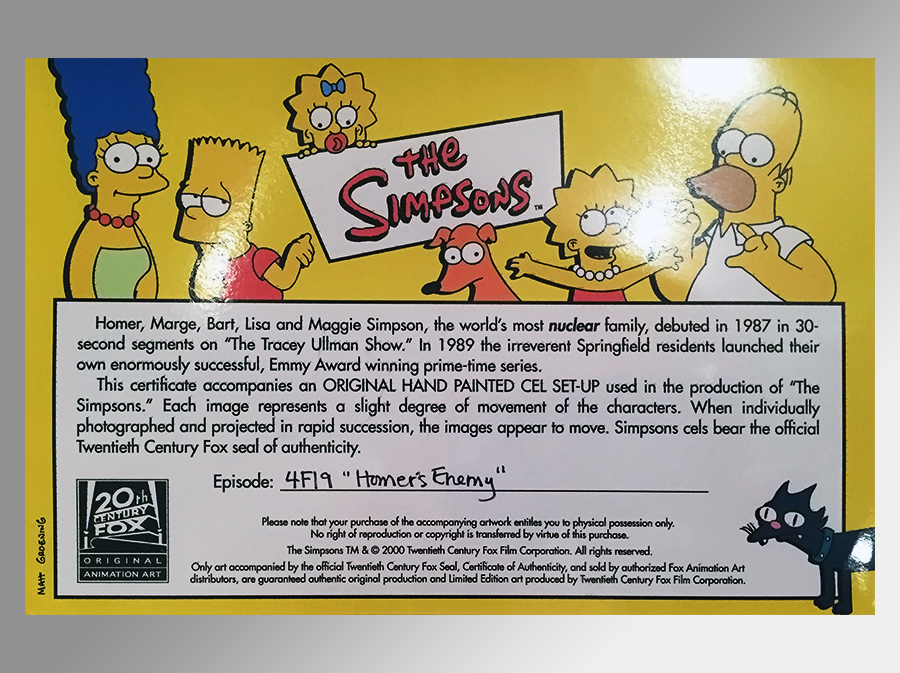 THE
SIMPSONS™
Homer, Marge, Bart, Lisa and Maggie Simpson, the world's most nuclear family, debuted in 1987 in 30-
second segments on "The Tracey Ullman Show." In 1989 the irreverent Springfield residents launched their
own enormously successful, Emmy Award winning prime-time series.
This certificate accompanies an ORIGINAL HAND PAINTED CEL SET-UP used in the production of "The
Simpsons." Each image represents a slight degree of movement of the characters. When individually
photographed and projected in rapid succession, the images appear to move. Simpsons cels bear the official
Twentieth Century Fox seal of authenticity.
Episode: 4F19 "Homer's Enemy"
20th
CENTURY
FOX
ORIGINAL
ANIMATION ART
Please note that your purchase of the accompanying artwork entitles you to physical possession only.
No right of reproduction or copyright is transferred by virtue of this purchase.
The Simpsons TM & © 2000 Twentieth Century Fox Film Corporation. All rights reserved.
Only art accompanied by the official Twentieth Century Fox Seal, Certificate of Authenticity, and sold by authorized Fox Animation Art
distributors, are guaranteed authentic original production and Limited Edition art produced by Twentieth Century Fox Film Corporation.
MATT GROENING